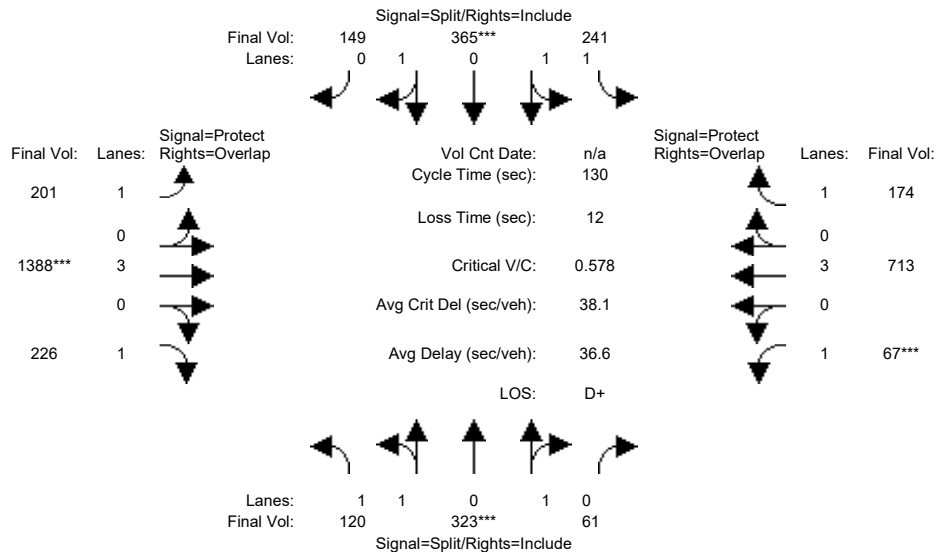 Signal=Split/Rights=Include
Final Vol: 149 365*** 241
Lanes: 0 1 0 1 1
Signal=Protect Signal=Protect
Final Vol: Lanes: Rights=Overlap Vol Cnt Date: n/a Rights=Overlap Lanes: Final Vol:
Cycle Time (sec): 130
201 1 1 174
Loss Time (sec): 12
0 0
1388*** 3 Critical V/C: 0.578 3 713
0 Avg Crit Del (sec/veh): 38.1 0
226 1 Avg Delay (sec/veh): 36.6 1 67***
LOS: D+
Lanes: 1 1 0 1 0
Final Vol: 120 323*** 61
Signal=Split/Rights=Include